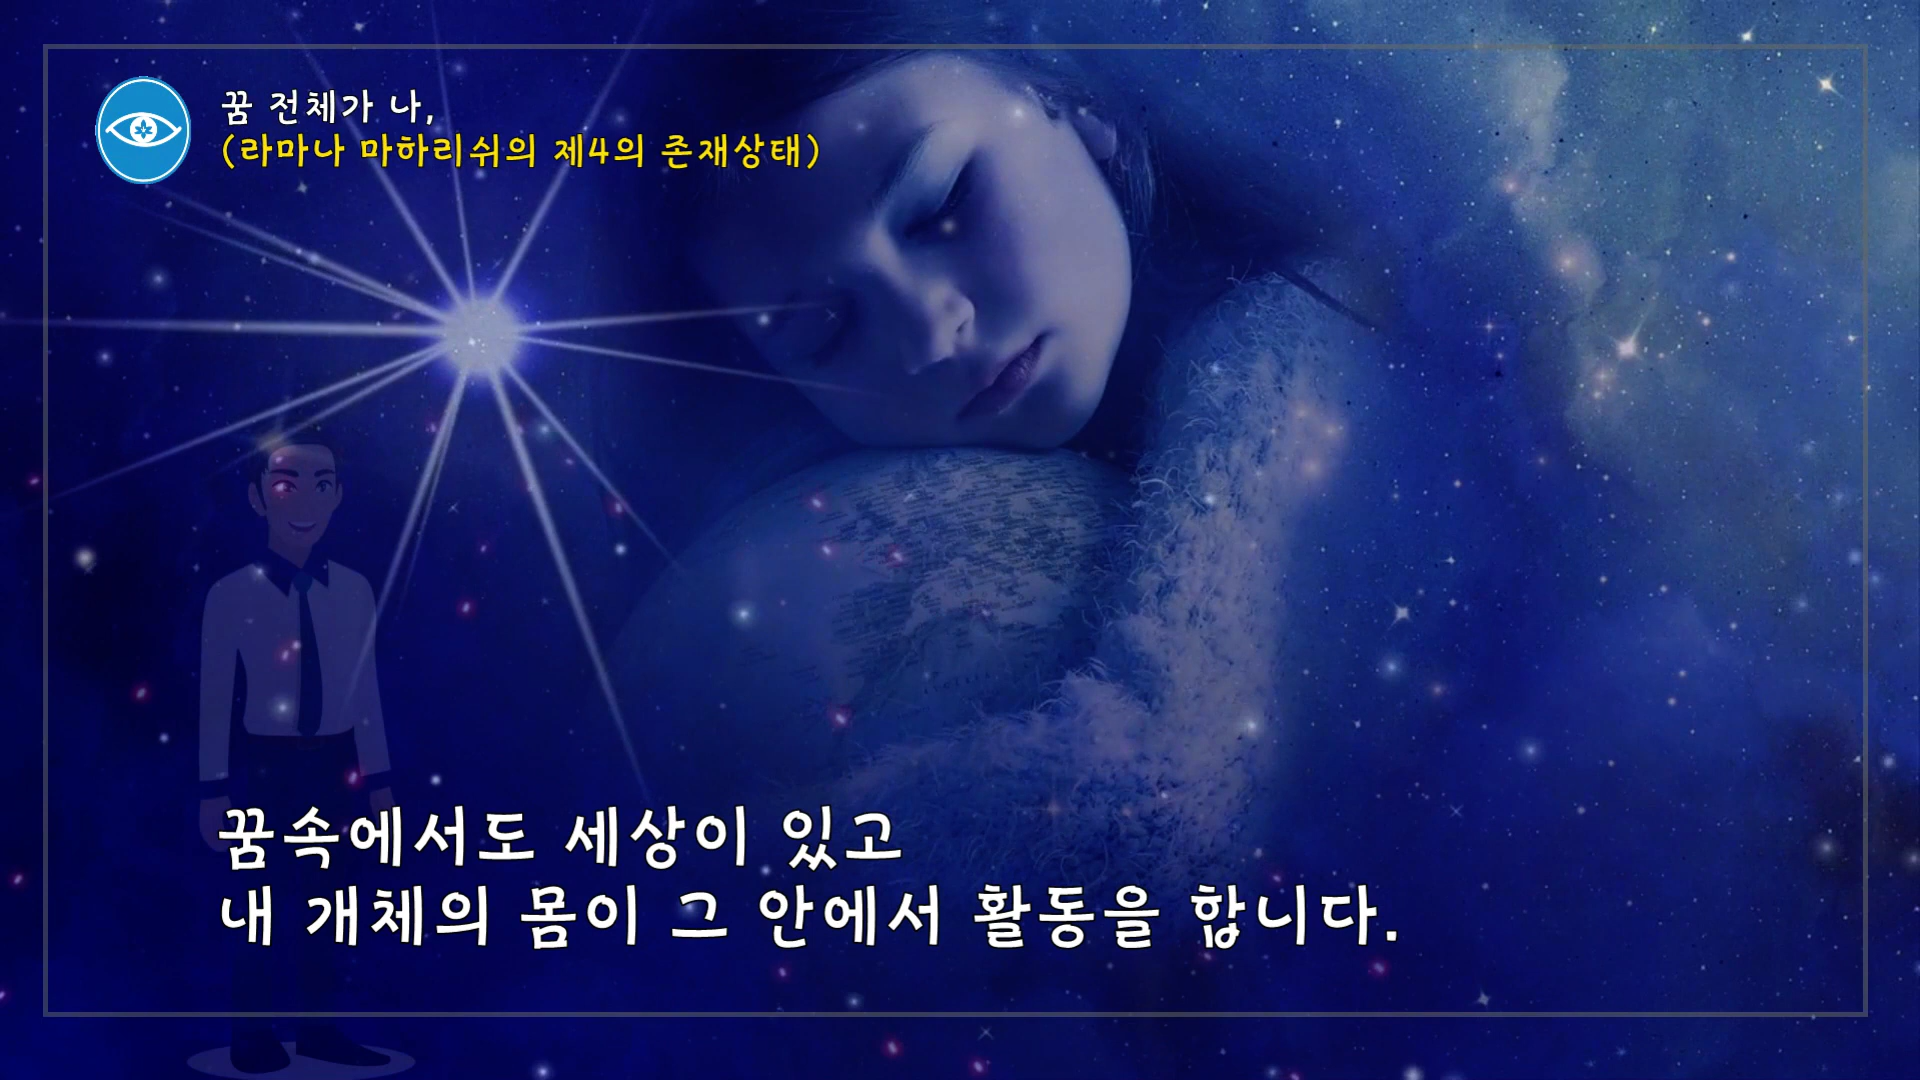 꿈 전체가 나,
(라마나 마하리쉬의 제4의 존재상태)
꿈속에서도 세상이 있고
내 개체의 몸이 그 안에서 활동을 합니다.